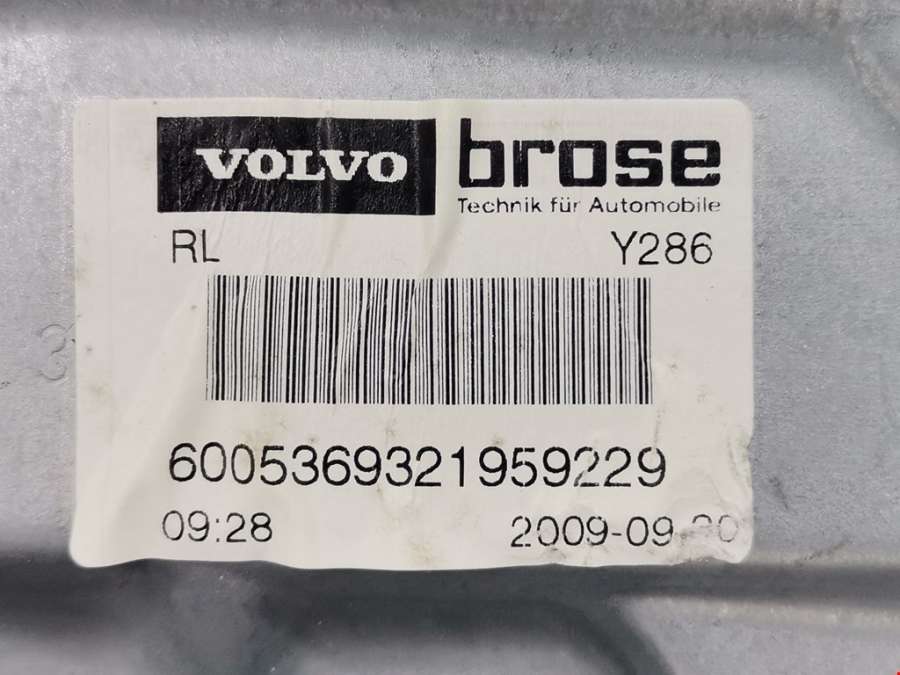 VOLVO
brose
Technik für Automobile
RL Y286
6005369321959229
09:28